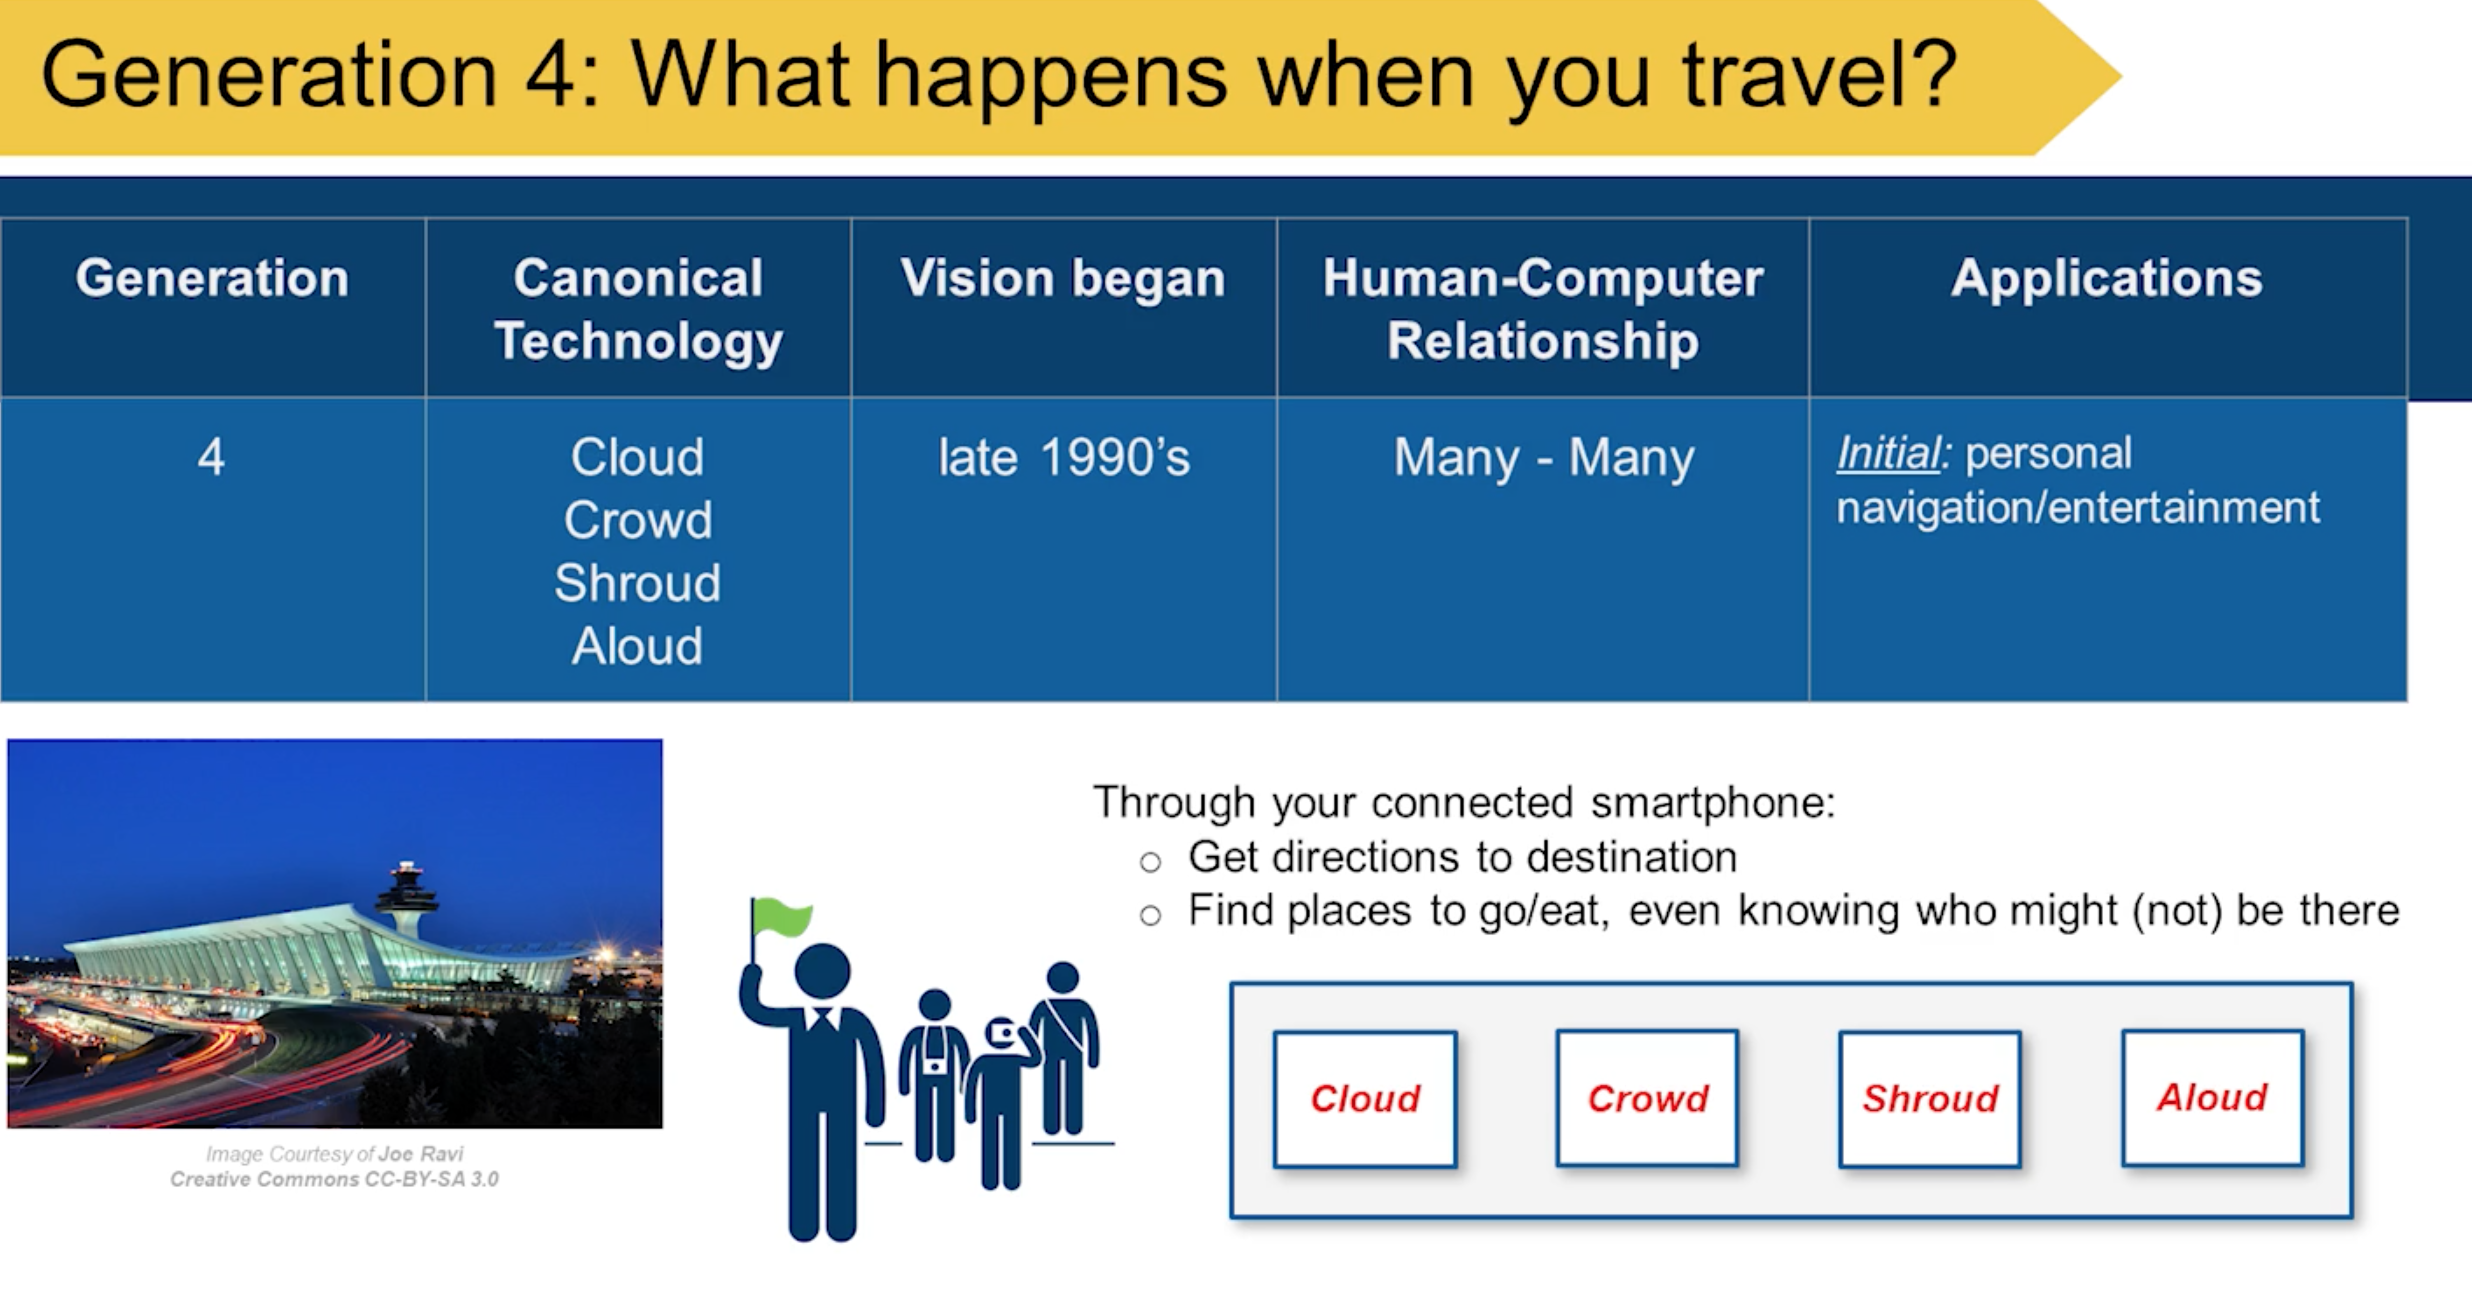 Generation 4: What happens when you travel?
Generation
Canonical
Technology
Vision began
Human-Computer
Relationship
Applications
4
Cloud
Crowd
Shroud
Aloud
late 1990’s
Many - Many
Initial: personal
navigation/entertainment
Through your connected smartphone:
○ Get directions to destination
○ Find places to go/eat, even knowing who might (not) be there
Cloud
Crowd
Shroud
Aloud
Image Courtesy of Joe Ravi
Creative Commons CC-BY-SA 3.0